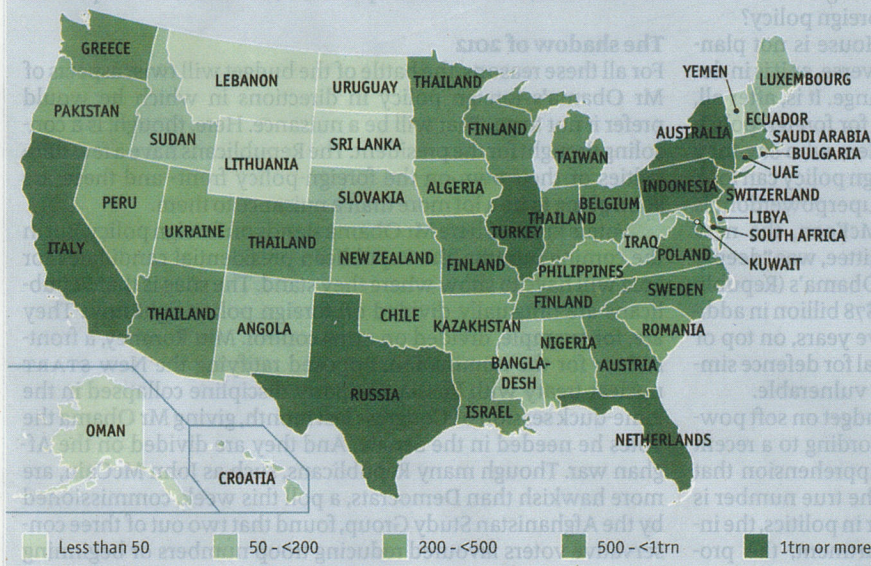 GREECE
LEBANON
URUGUAY
THAILAND
YEMEN
LUXEMBOURG
PAKISTAN
FINLAND
AUSTRALIA
ECUADOR
SUDAN
SRI LANKA
SAUDI ARABIA
LITHUANIA
TAIWAN
BULGARIA
UAE
PERU
SLOVAKIA
ALGERIA
INDONESIA
SWITZERLAND
UKRAINE
THAILAND
TURKEY
THAILAND
BELGIUM
LIBYA
ITALY
NEW ZEALAND
FINLAND
IRAQ
POLAND
SOUTH AFRICA
KUWAIT
PHILIPPINES
SWEDEN
THAILAND
ANGOLA
CHILE
KAZAKHSTAN
FINLAND
ROMANIA
NIGERIA
BANGLA-
DESH
AUSTRIA
RUSSIA
ISRAEL
OMAN
CROATIA
NETHERLANDS
Less than 50
50-<200
200-<500
500-<1trn
1trn or more